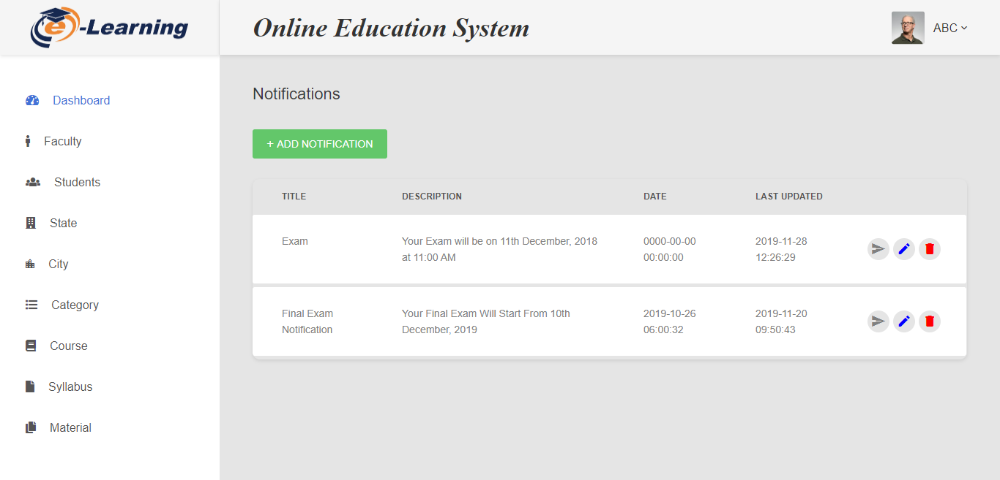 e-Learning
Online Education System
ABC
Dashboard
Faculty
Students
State
City
Category
Course
Syllabus
Material
Notifications
+ ADD NOTIFICATION
TITLE DESCRIPTION DATE LAST UPDATED
Exam Your Exam will be on 11th December, 2018 0000-00-00 2019-11-28
at 11:00 AM 00:00:00 12:26:29
Final Exam Your Final Exam Will Start From 10th 2019-10-26 2019-11-20
Notification December, 2019 06:00:32 09:50:43